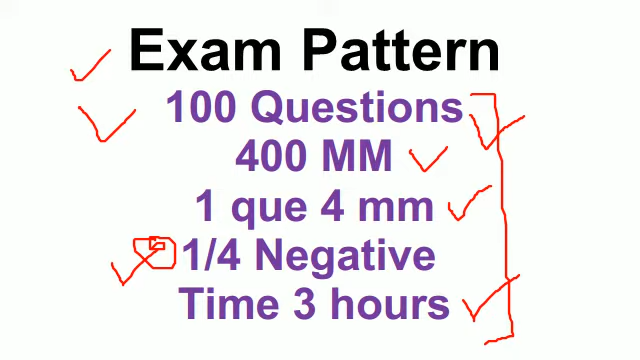 Exam Pattern
100 Questions
400 MM
1 que 4 mm
1/4 Negative
Time 3 hours